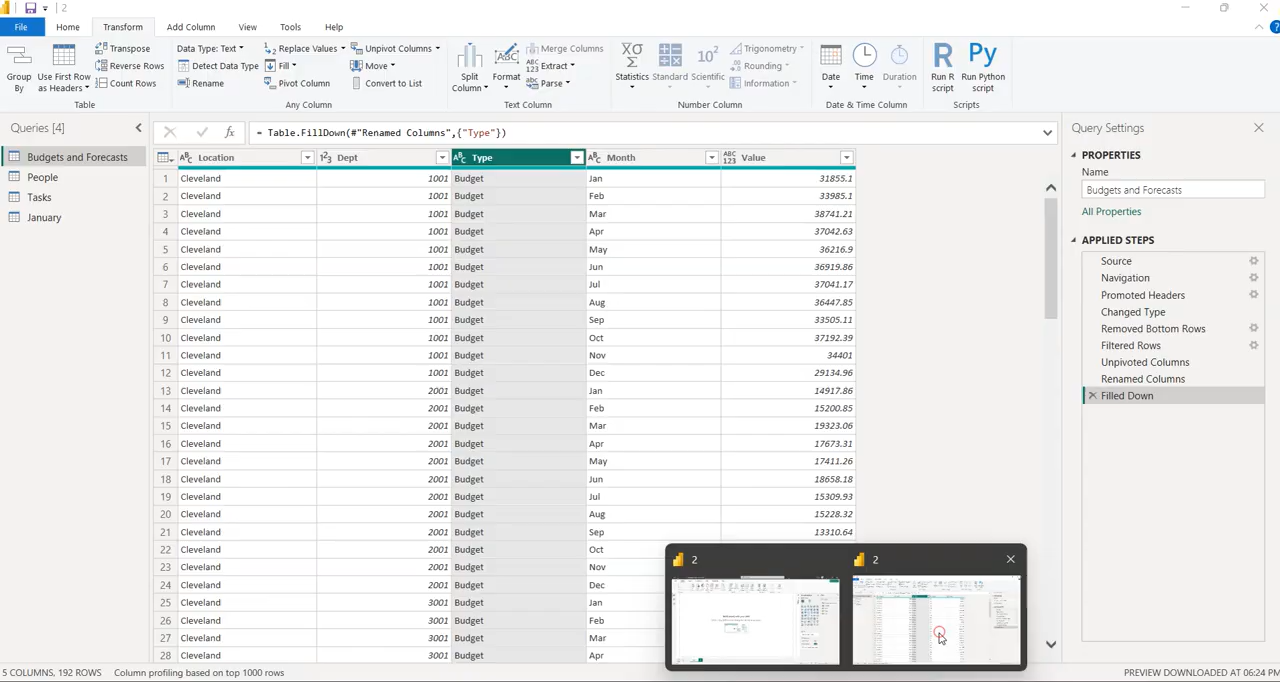 2
File Home Transform Add Column View Tools Help
Group By
Use First Row as Headers
Transpose
Reverse Rows
Count Rows
Table
Data Type: Text
Detect Data Type
Rename
Replace Values
Fill
Pivot Column
Unpivot Columns
Move
Convert to List
Any Column
Split Column
Format
Merge Columns
Extract
Parse
Text Column
Statistics
Standard
Scientific
Trigonometry
Rounding
Information
Number Column
Date
Time
Duration
Date & Time Column
Run R script
Run Python script
Scripts
Queries [4]
Budgets and Forecasts
People
Tasks
January
= Table.FillDown(#"Renamed Columns",{"Type"})
Location Dept Type Month Value
1 Cleveland 1001 Budget Jan 31855.1
2 Cleveland 1001 Budget Feb 33985.1
3 Cleveland 1001 Budget Mar 38741.21
4 Cleveland 1001 Budget Apr 37042.63
5 Cleveland 1001 Budget May 36216.9
6 Cleveland 1001 Budget Jun 36919.86
7 Cleveland 1001 Budget Jul 37041.17
8 Cleveland 1001 Budget Aug 36447.85
9 Cleveland 1001 Budget Sep 33505.11
10 Cleveland 1001 Budget Oct 37192.39
11 Cleveland 1001 Budget Nov 34401
12 Cleveland 1001 Budget Dec 29134.96
13 Cleveland 2001 Budget Jan 14917.86
14 Cleveland 2001 Budget Feb 15200.85
15 Cleveland 2001 Budget Mar 19323.06
16 Cleveland 2001 Budget Apr 17673.31
17 Cleveland 2001 Budget May 17411.26
18 Cleveland 2001 Budget Jun 18658.18
19 Cleveland 2001 Budget Jul 15309.93
20 Cleveland 2001 Budget Aug 15228.32
21 Cleveland 2001 Budget Sep 13310.64
22 Cleveland 2001 Budget Oct
23 Cleveland 2001 Budget Nov
24 Cleveland 2001 Budget Dec
25 Cleveland 3001 Budget Jan
26 Cleveland 3001 Budget Feb
27 Cleveland 3001 Budget Mar
28 Cleveland 3001 Budget Apr
2
2
Query Settings
PROPERTIES
Name
Budgets and Forecasts
All Properties
APPLIED STEPS
Source
Navigation
Promoted Headers
Changed Type
Removed Bottom Rows
Filtered Rows
Unpivoted Columns
Renamed Columns
Filled Down
5 COLUMNS, 192 ROWS Column profiling based on top 1000 rows
PREVIEW DOWNLOADED AT 06:24 PM